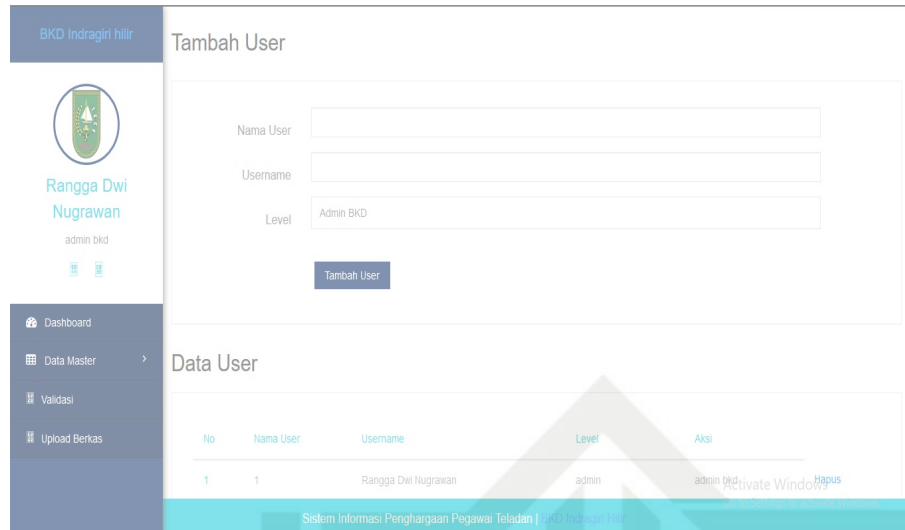 BKD Indragiri hilir
Rangga Dwi
Nugrawan
admin bkd
Dashboard
Data Master
Validasi
Upload Berkas
Tambah User
Nama User
Username
Level
Admin BKD
Tambah User
Data User
No Nama User Username Level Aksi
1 1 Rangga Dwi Nugrawan admin admin bkd Hapus
Activate Windows
Sistem Informasi Penghargaan Pegawai Teladan | BKD Indragiri Hilir